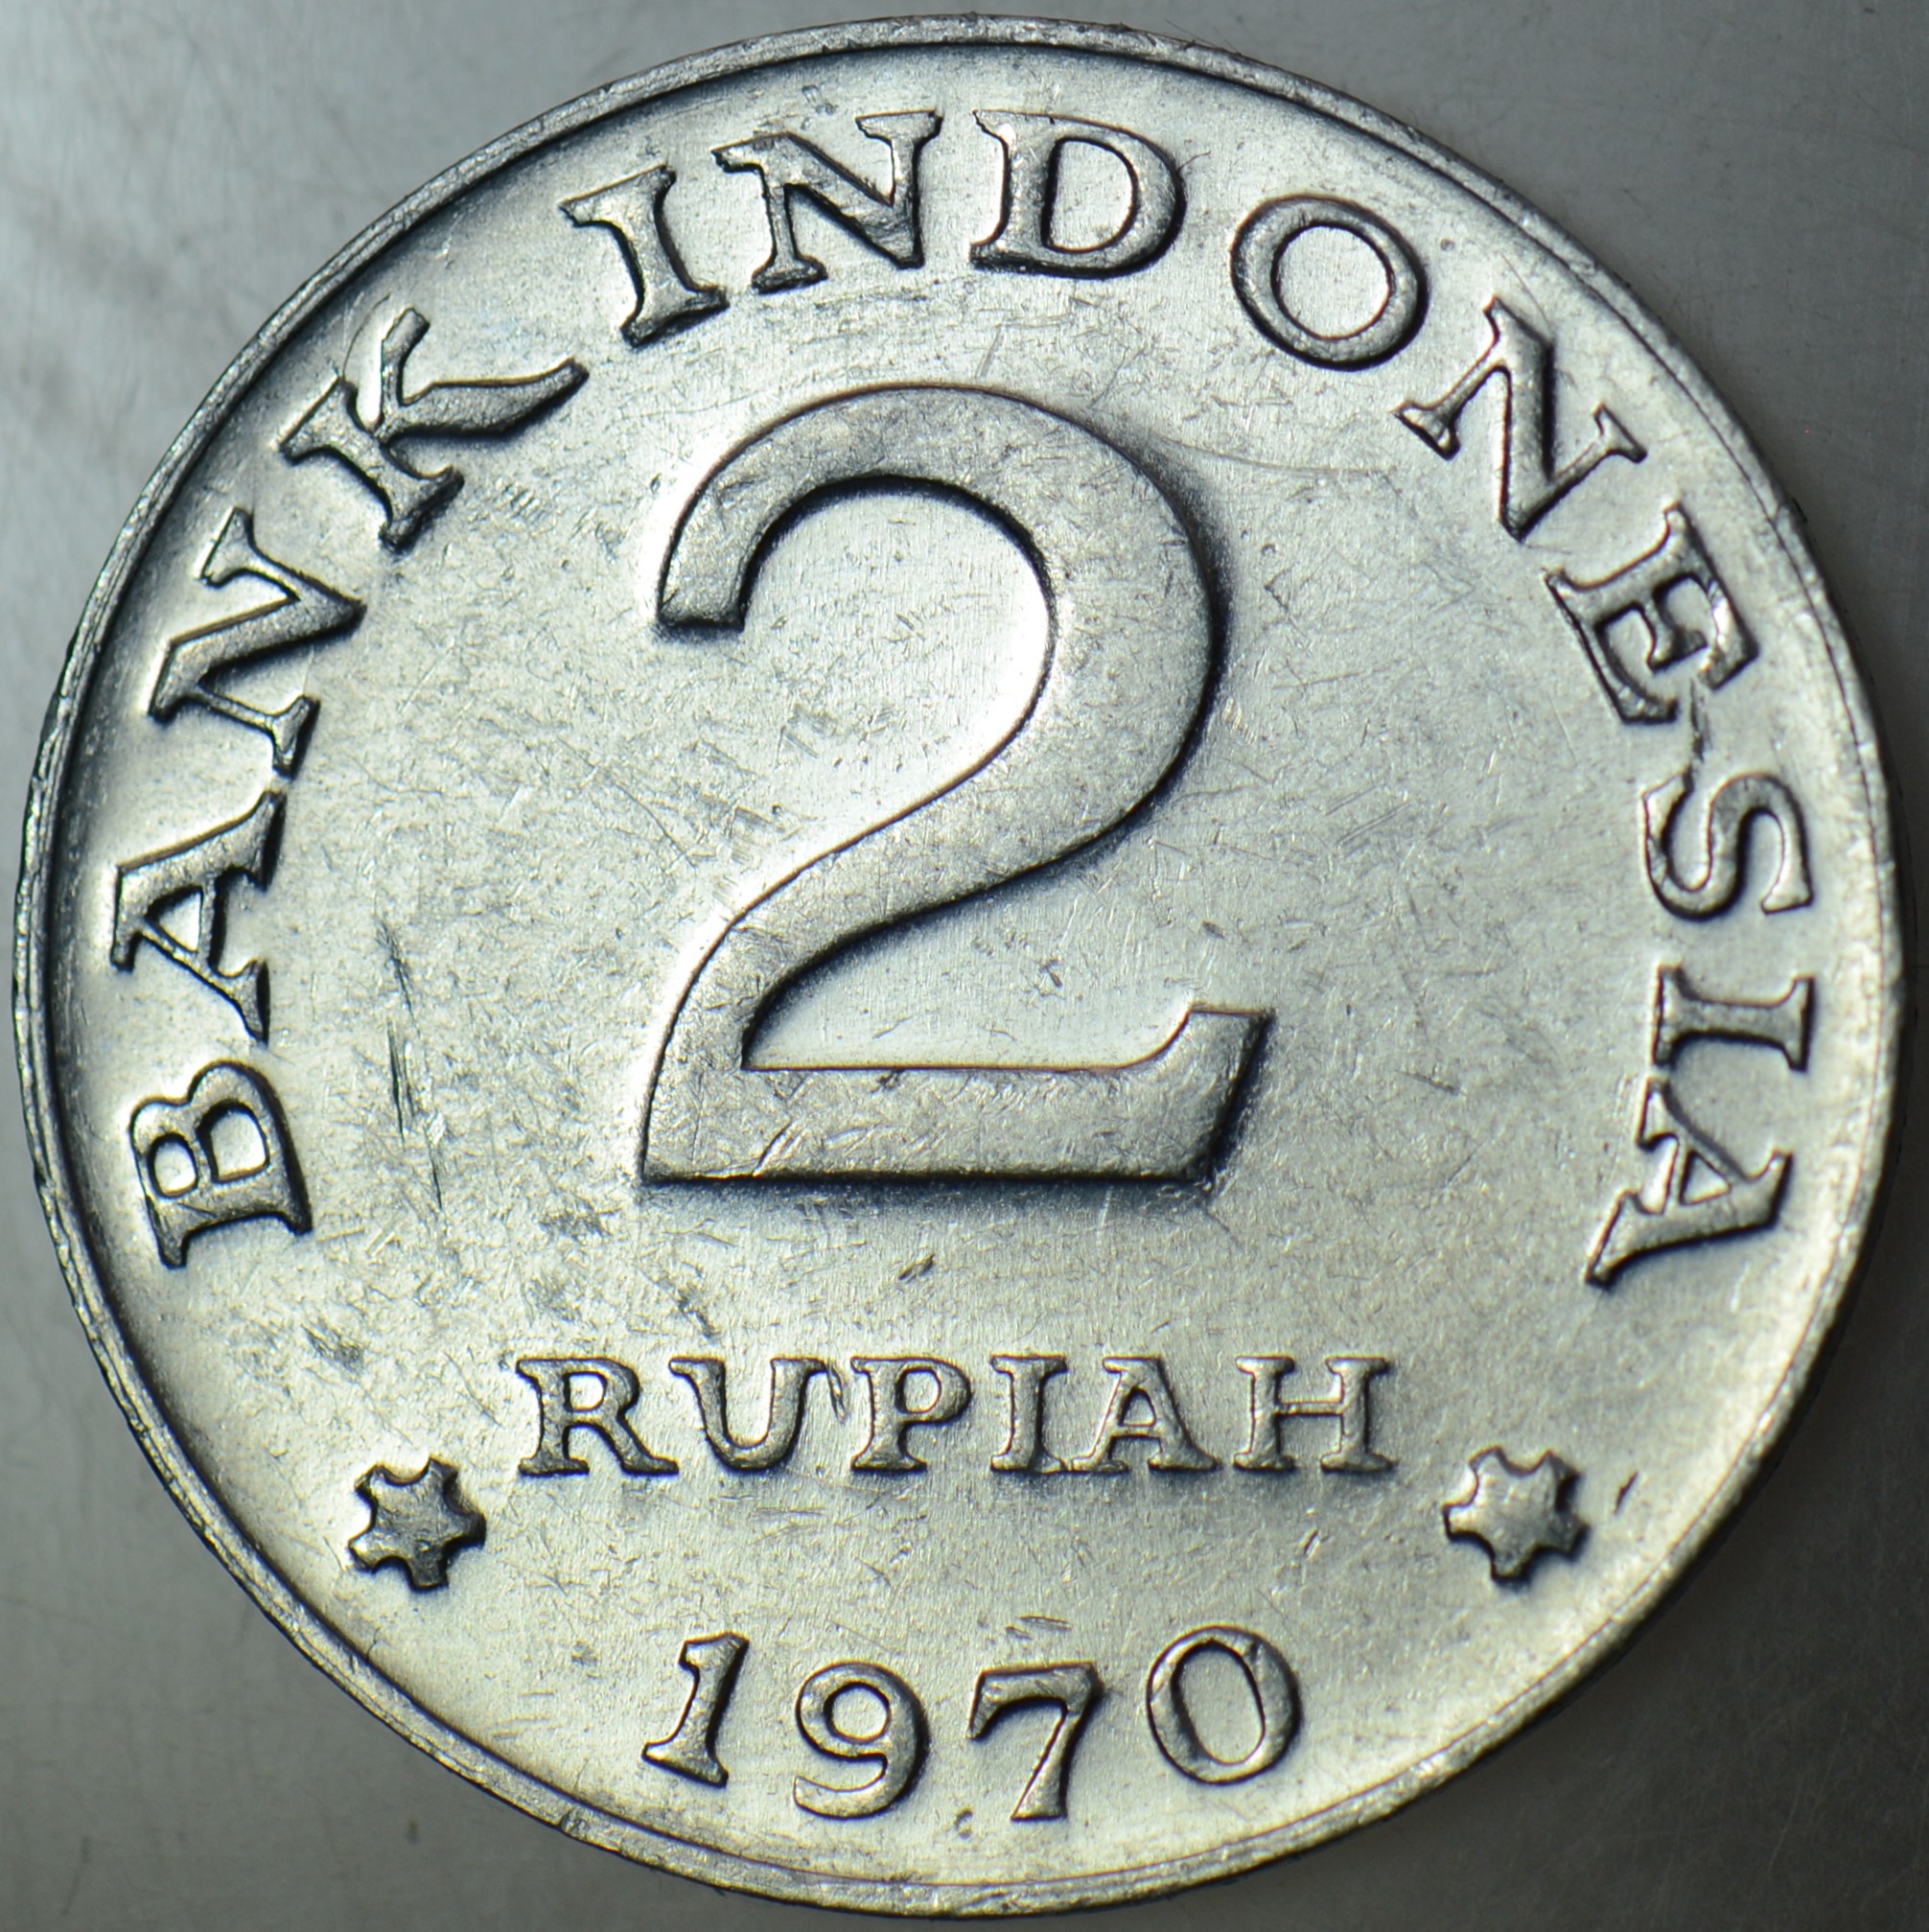 BANK INDONESIA
2
RUPIAH
1970